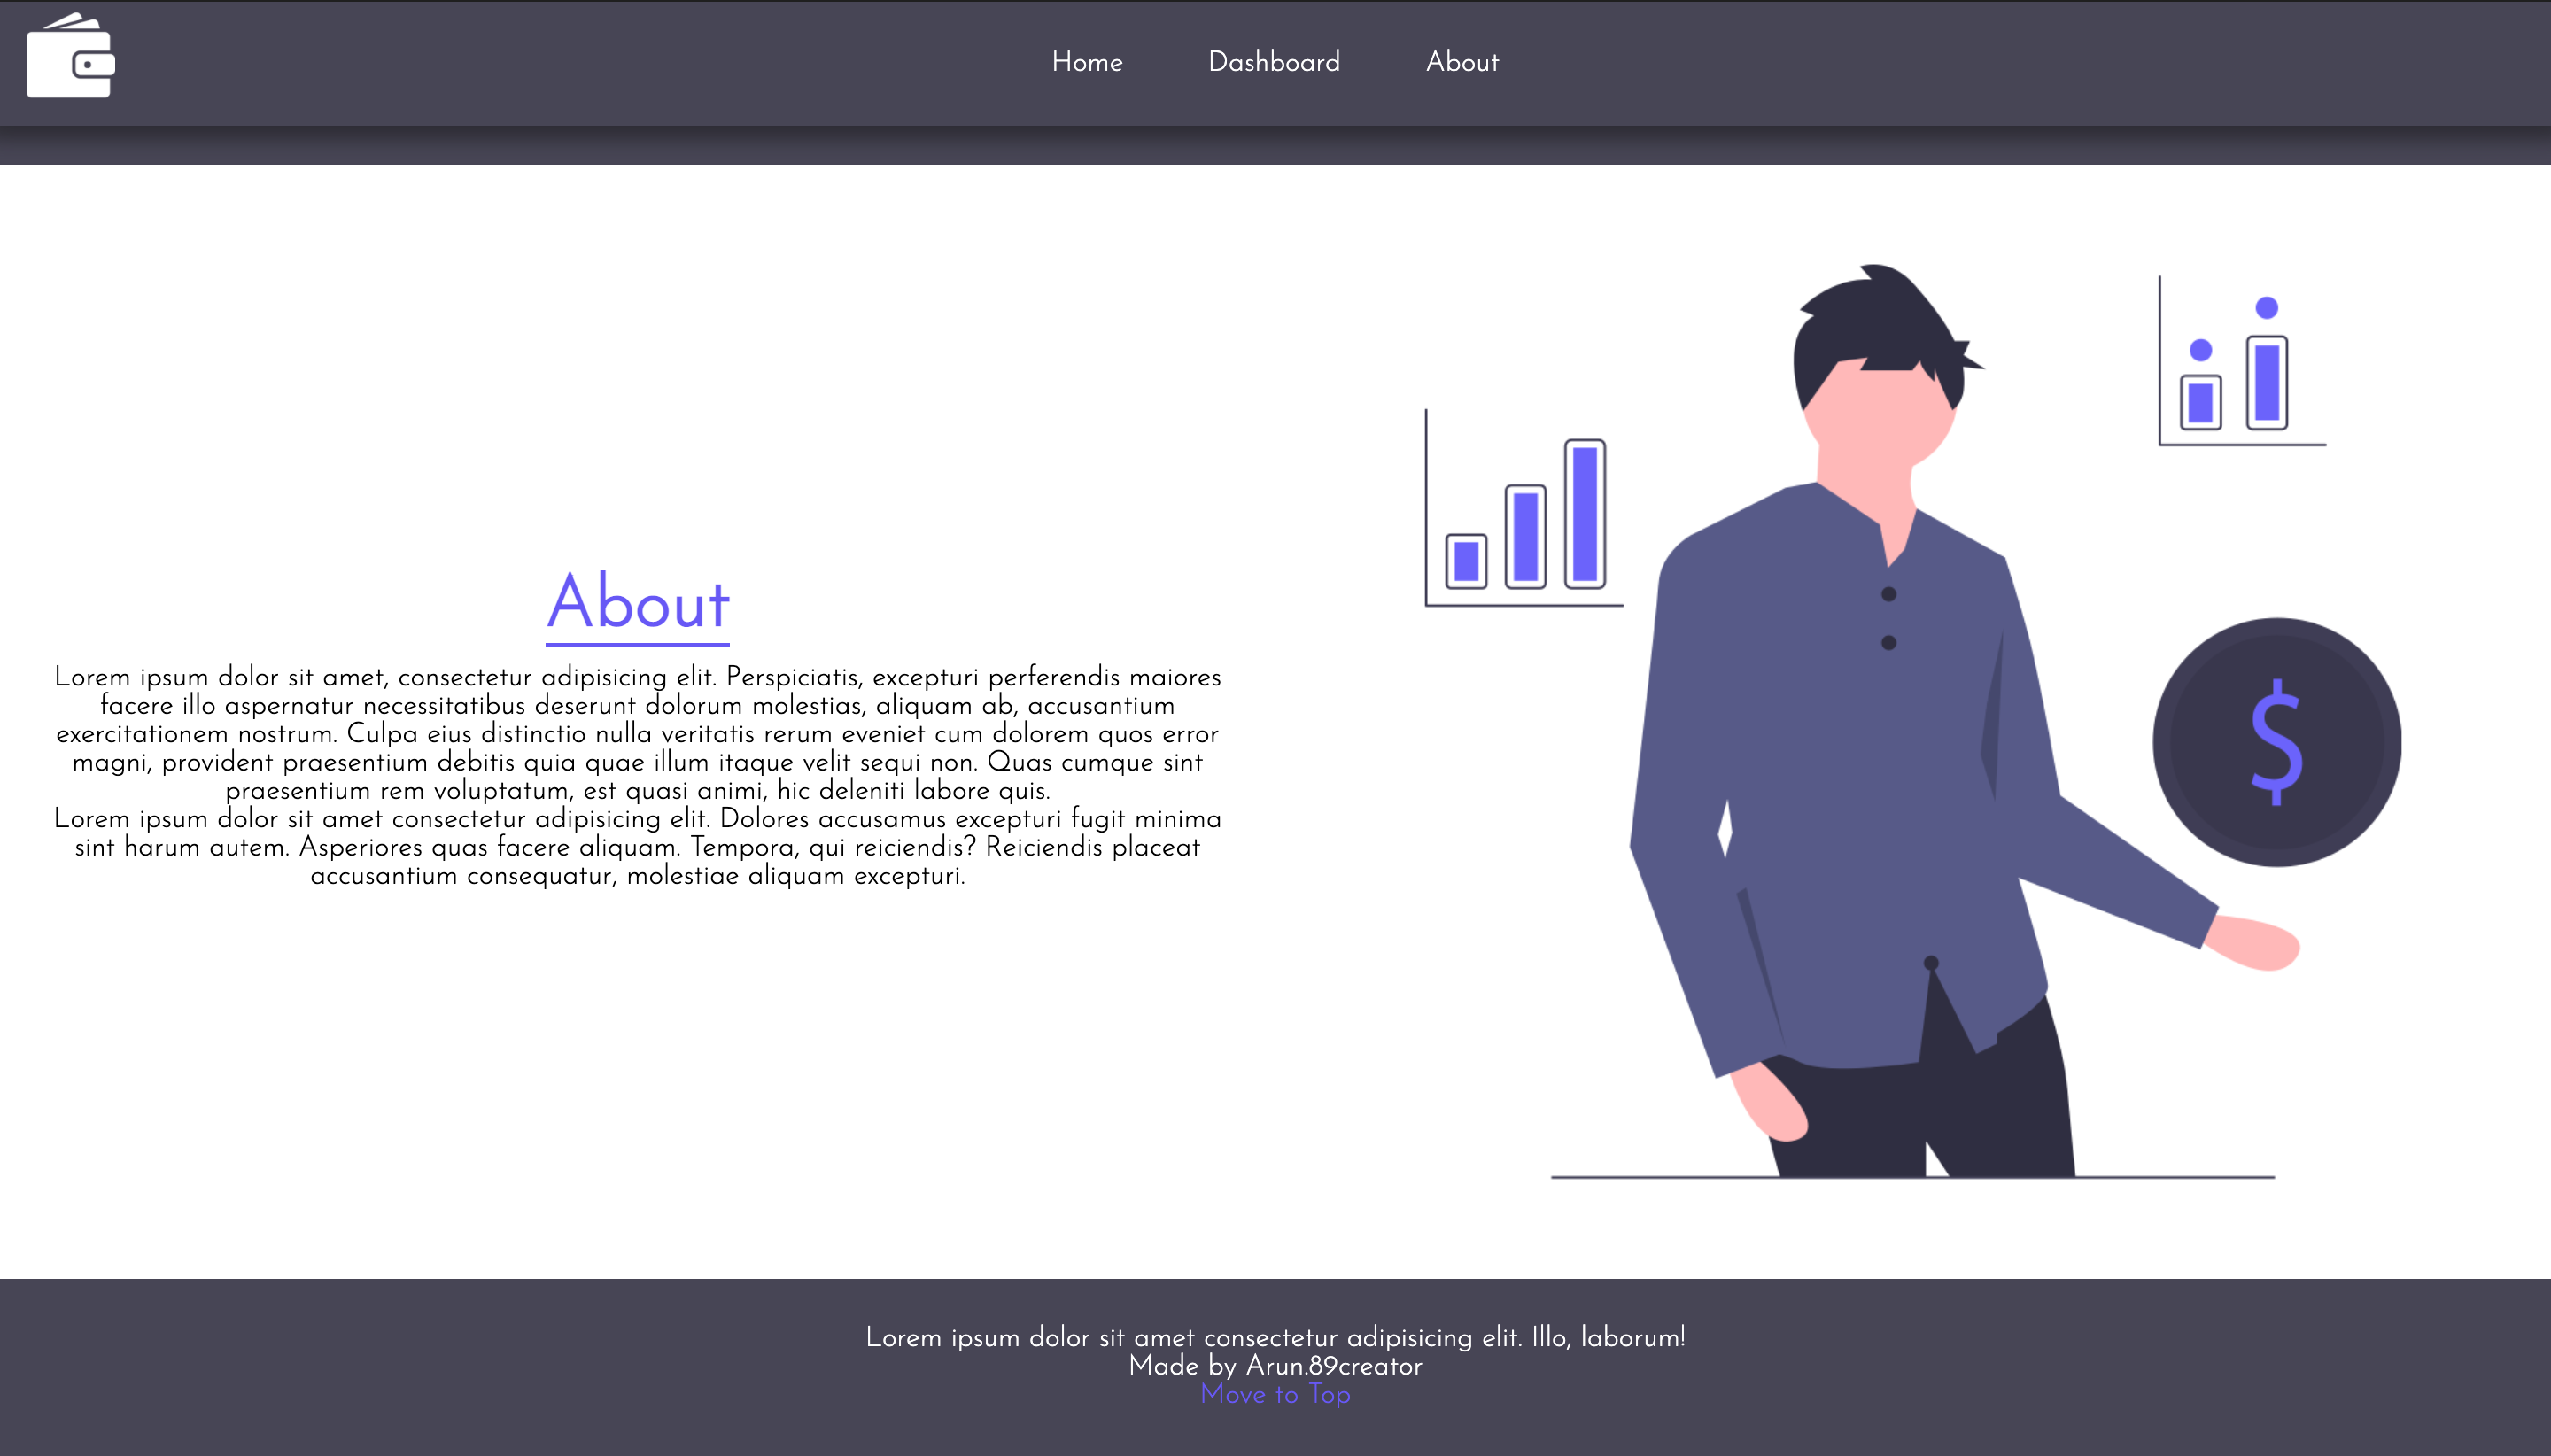 Home Dashboard About
About
Lorem ipsum dolor sit amet, consectetur adipisicing elit. Perspiciatis, excepturi perferendis maiores
facere illo aspernatur necessitatibus deserunt dolorum molestias, aliquam ab, accusantium
exercitationem nostrum. Culpa eius distinctio nulla veritatis rerum eveniet cum dolorem quos error
magni, provident praesentium debitis quia quae illum itaque velit sequi non. Quas cumque sint
praesentium rem voluptatum, est quasi animi, hic deleniti labore quis.
Lorem ipsum dolor sit amet consectetur adipisicing elit. Dolores accusamus excepturi fugit minima
sint harum autem. Asperiores quas facere aliquam. Tempora, qui reiciendis? Reiciendis placeat
accusantium consequatur, molestiae aliquam excepturi.
$
Lorem ipsum dolor sit amet consectetur adipisicing elit. Illo, laborum!
Made by Arun.89creator
Move to Top